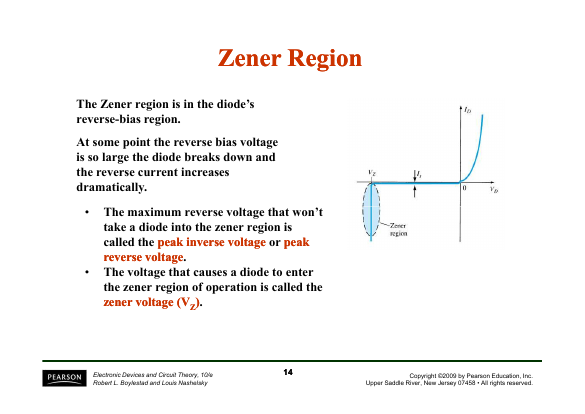 Zener Region
The Zener region is in the diode's
reverse-bias region.
At some point the reverse bias voltage
is so large the diode breaks down and
the reverse current increases
dramatically.
• The maximum reverse voltage that won't
take a diode into the zener region is
called the peak inverse voltage or peak
reverse voltage.
• The voltage that causes a diode to enter
the zener region of operation is called the
zener voltage (VZ).
ID
VZ
Is
0
VD
Zener
region
PEARSON
Electronic Devices and Circuit Theory, 10/e
Robert L. Boylestad and Louis Nashelsky
14
Copyright ©2009 by Pearson Education, Inc.
Upper Saddle River, New Jersey 07458 • All rights reserved.